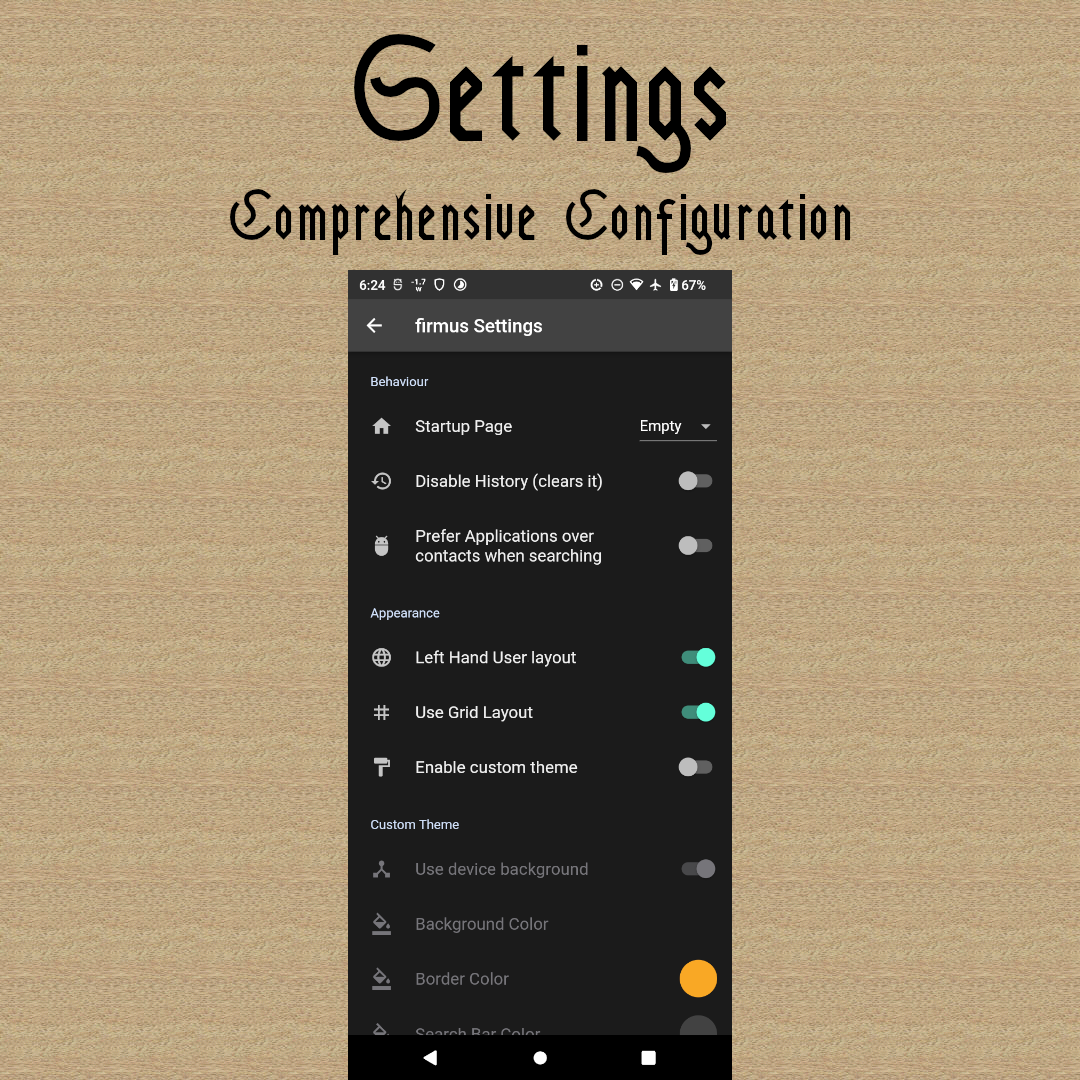 Settings
Comprehensive Configuration
6:24 -1.7 W 67%
firmus Settings
Behaviour
Startup Page Empty
Disable History (clears it)
Prefer Applications over
contacts when searching
Appearance
Left Hand User layout
Use Grid Layout
Enable custom theme
Custom Theme
Use device background
Background Color
Border Color
Search Bar Color